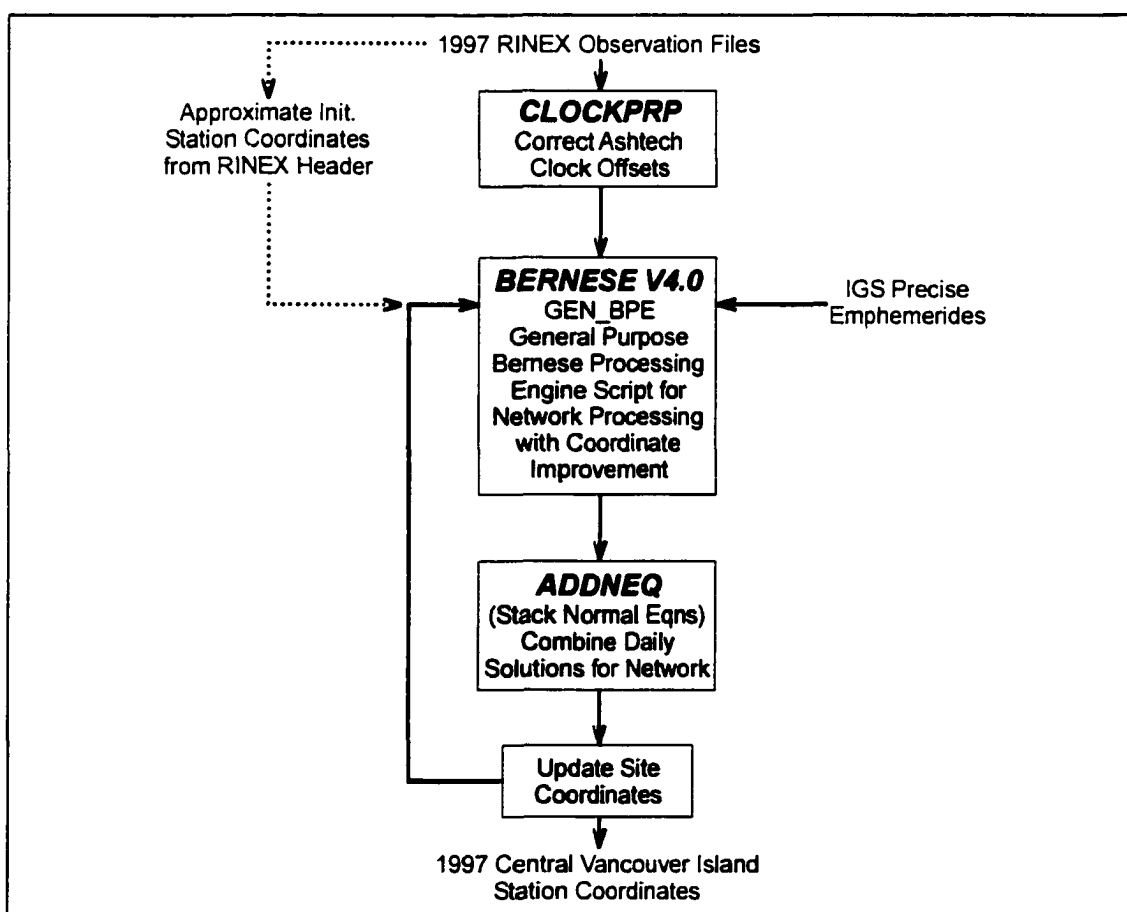 1997 RINEX Observation Files
Approximate Init.
Station Coordinates
from RINEX Header
CLOCKPRP
Correct Ashtech
Clock Offsets
BERNESE V4.0
GEN_BPE
General Purpose
Bernese Processing
Engine Script for
Network Processing
with Coordinate
Improvement
IGS Precise
Emphemerides
ADDNEQ
(Stack Normal Eqns)
Combine Daily
Solutions for Network
Update Site
Coordinates
1997 Central Vancouver Island
Station Coordinates